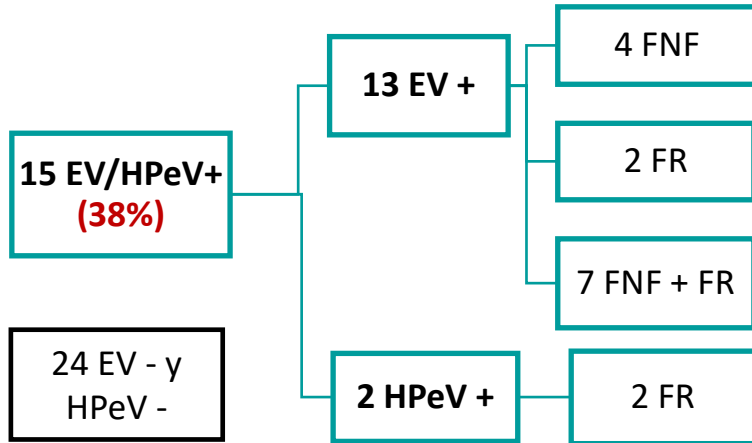 15 EV/HPeV+
(38%)
24 EV - y
HPeV -
13 EV +
2 HPeV +
4 FNF
2 FR
7 FNF + FR
2 FR